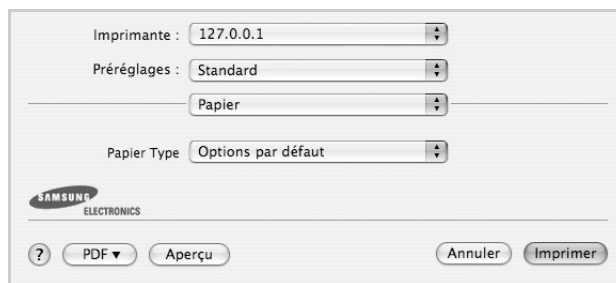 Imprimante : 127.0.0.1
Préréglages : Standard
Papier
Papier Type Options par défaut
SAMSUNG
ELECTRONICS
? PDF ▼ Aperçu Annuler Imprimer